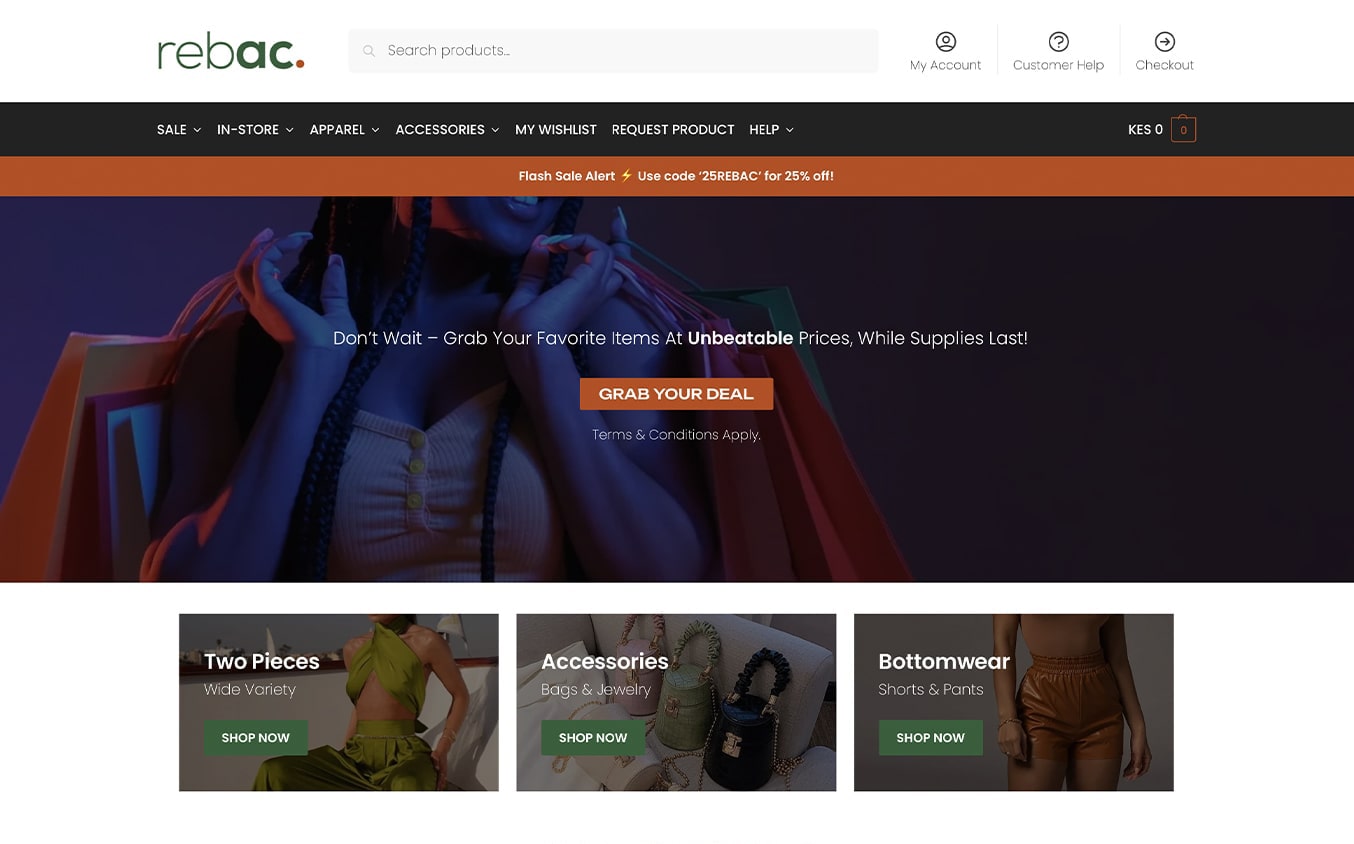 rebac.
Search products...
My Account
Customer Help
Checkout
SALE
IN-STORE
APPAREL
ACCESSORIES
MY WISHLIST
REQUEST PRODUCT
HELP
KES 0
0
Flash Sale Alert ⚡ Use code ‘25REBAC’ for 25% off!
Don’t Wait – Grab Your Favorite Items At Unbeatable Prices, While Supplies Last!
GRAB YOUR DEAL
Terms & Conditions Apply.
Two Pieces
Wide Variety
SHOP NOW
Accessories
Bags & Jewelry
SHOP NOW
Bottomwear
Shorts & Pants
SHOP NOW